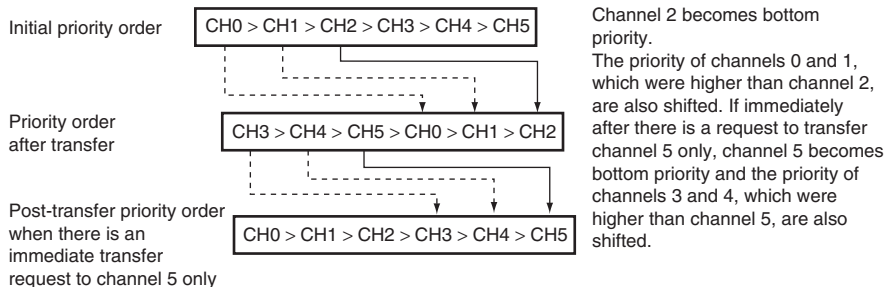 Initial priority order
CH0 > CH1 > CH2 > CH3 > CH4 > CH5
Priority order
after transfer
CH3 > CH4 > CH5 > CH0 > CH1 > CH2
Post-transfer priority order
when there is an
immediate transfer
request to channel 5 only
CH0 > CH1 > CH2 > CH3 > CH4 > CH5
Channel 2 becomes bottom
priority.
The priority of channels 0 and 1,
which were higher than channel 2,
are also shifted. If immediately
after there is a request to transfer
channel 5 only, channel 5 becomes
bottom priority and the priority of
channels 3 and 4, which were
higher than channel 5, are also
shifted.